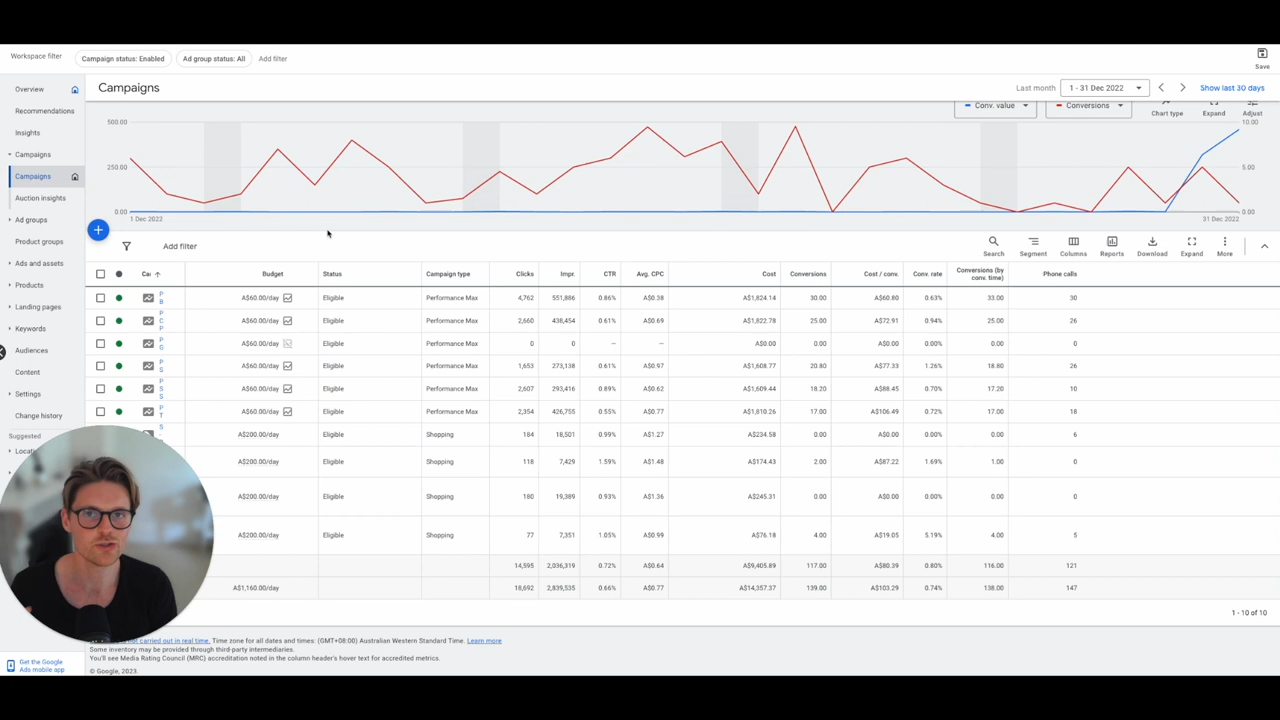 Workspace filter
Campaign status: Enabled
Ad group status: All
Add filter
Save
Overview
Recommendations
Insights
Campaigns
Campaigns
Auction insights
Ad groups
Product groups
Ads and assets
Products
Landing pages
Keywords
Audiences
Content
Settings
Change history
Suggested
Get the Google
Ads mobile app
Campaigns
Last month
1 - 31 Dec 2022
Show last 30 days
Conv. value
Conversions
Chart type
Expand
Adjust
500.00
250.00
0.00
10.00
5.00
0.00
1 Dec 2022
31 Dec 2022
Add filter
Search
Segment
Columns
Reports
Download
Expand
More
Budget Status Campaign type Clicks Impr. CTR Avg. CPC Cost Conversions Cost / conv. Conv. rate Conversions (by conv. time) Phone calls
P B A$60.00/day Eligible Performance Max 4,762 551,886 0.86% A$0.38 A$1,824.14 30.00 A$60.80 0.63% 33.00 30
P C P A$60.00/day Eligible Performance Max 2,660 438,454 0.61% A$0.69 A$1,822.78 25.00 A$72.91 0.94% 25.00 26
P G A$60.00/day Eligible Performance Max 0 0 – – A$0.00 0.00 A$0.00 0.00% 0.00 0
P S A$60.00/day Eligible Performance Max 1,653 273,138 0.61% A$0.97 A$1,608.77 20.80 A$77.33 1.26% 18.80 26
P S S A$60.00/day Eligible Performance Max 2,607 293,416 0.89% A$0.62 A$1,609.44 18.20 A$88.45 0.70% 17.20 10
P T A$60.00/day Eligible Performance Max 2,354 426,755 0.55% A$0.77 A$1,810.26 17.00 A$106.49 0.72% 17.00 18
S A$200.00/day Eligible Shopping 184 18,501 0.99% A$1.27 A$234.58 0.00 A$0.00 0.00% 0.00 6
A$200.00/day Eligible Shopping 118 7,429 1.59% A$1.48 A$174.43 2.00 A$87.22 1.69% 1.00 0
A$200.00/day Eligible Shopping 180 19,389 0.93% A$1.36 A$245.31 0.00 A$0.00 0.00% 0.00 0
A$200.00/day Eligible Shopping 77 7,351 1.05% A$0.99 A$76.18 4.00 A$19.05 5.19% 4.00 5
14,595 2,036,319 0.72% A$0.64 A$9,405.89 117.00 A$80.39 0.80% 116.00 121
A$1,160.00/day 18,692 2,839,535 0.66% A$0.77 A$14,357.37 139.00 A$103.29 0.74% 138.00 147
1 - 10 of 10
not carried out in real time. Time zone for all dates and times: (GMT+08:00) Australian Western Standard Time. Learn more
Some inventory may be provided through third-party intermediaries.
You'll see Media Rating Council (MRC) accreditation noted in the column header's hover text for accredited metrics.
© Google, 2023.